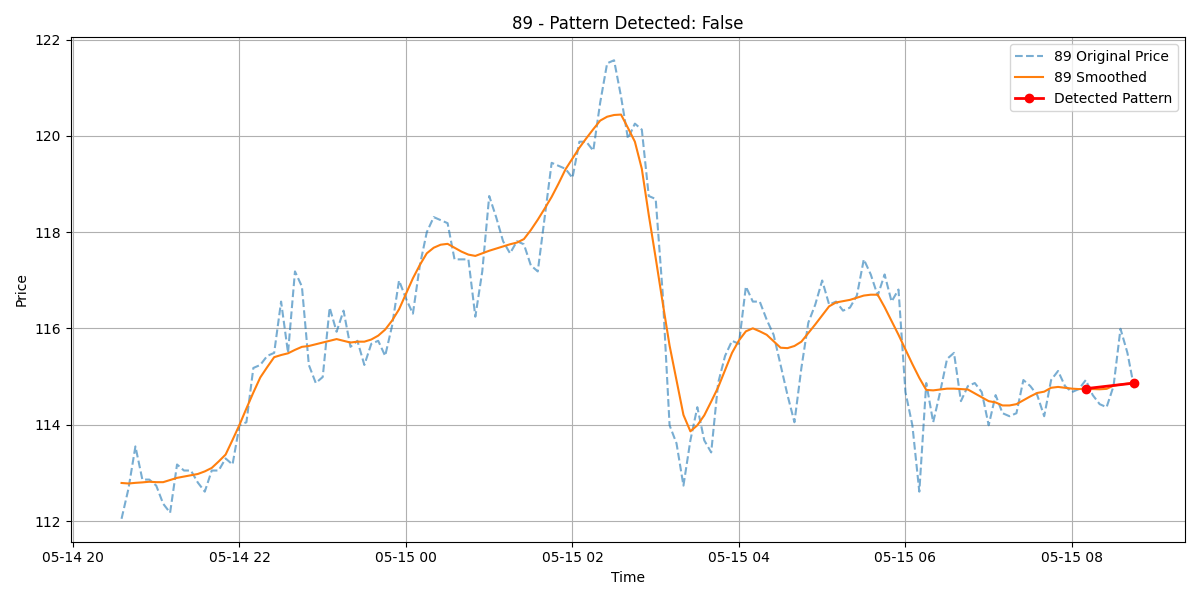 89 - Pattern Detected: False
89 Original Price
89 Smoothed
Detected Pattern
Price
122
120
118
116
114
112
05-14 20
05-14 22
05-15 00
05-15 02
05-15 04
05-15 06
05-15 08
Time